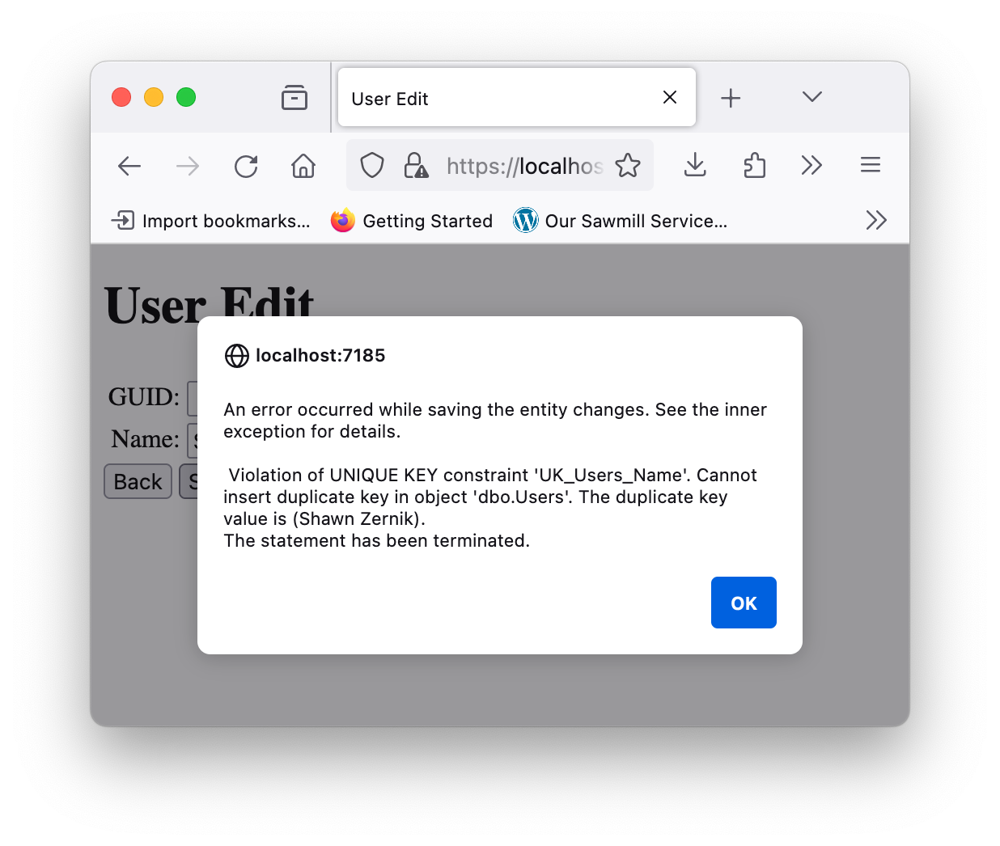 User Edit
https://localhos
Import bookmarks...
Getting Started
Our Sawmill Service...
User Edit
localhost:7185
An error occurred while saving the entity changes. See the inner
exception for details.
Violation of UNIQUE KEY constraint 'UK_Users_Name'. Cannot
insert duplicate key in object 'dbo.Users'. The duplicate key
value is (Shawn Zernik).
The statement has been terminated.
OK
GUID:
Name:
Back